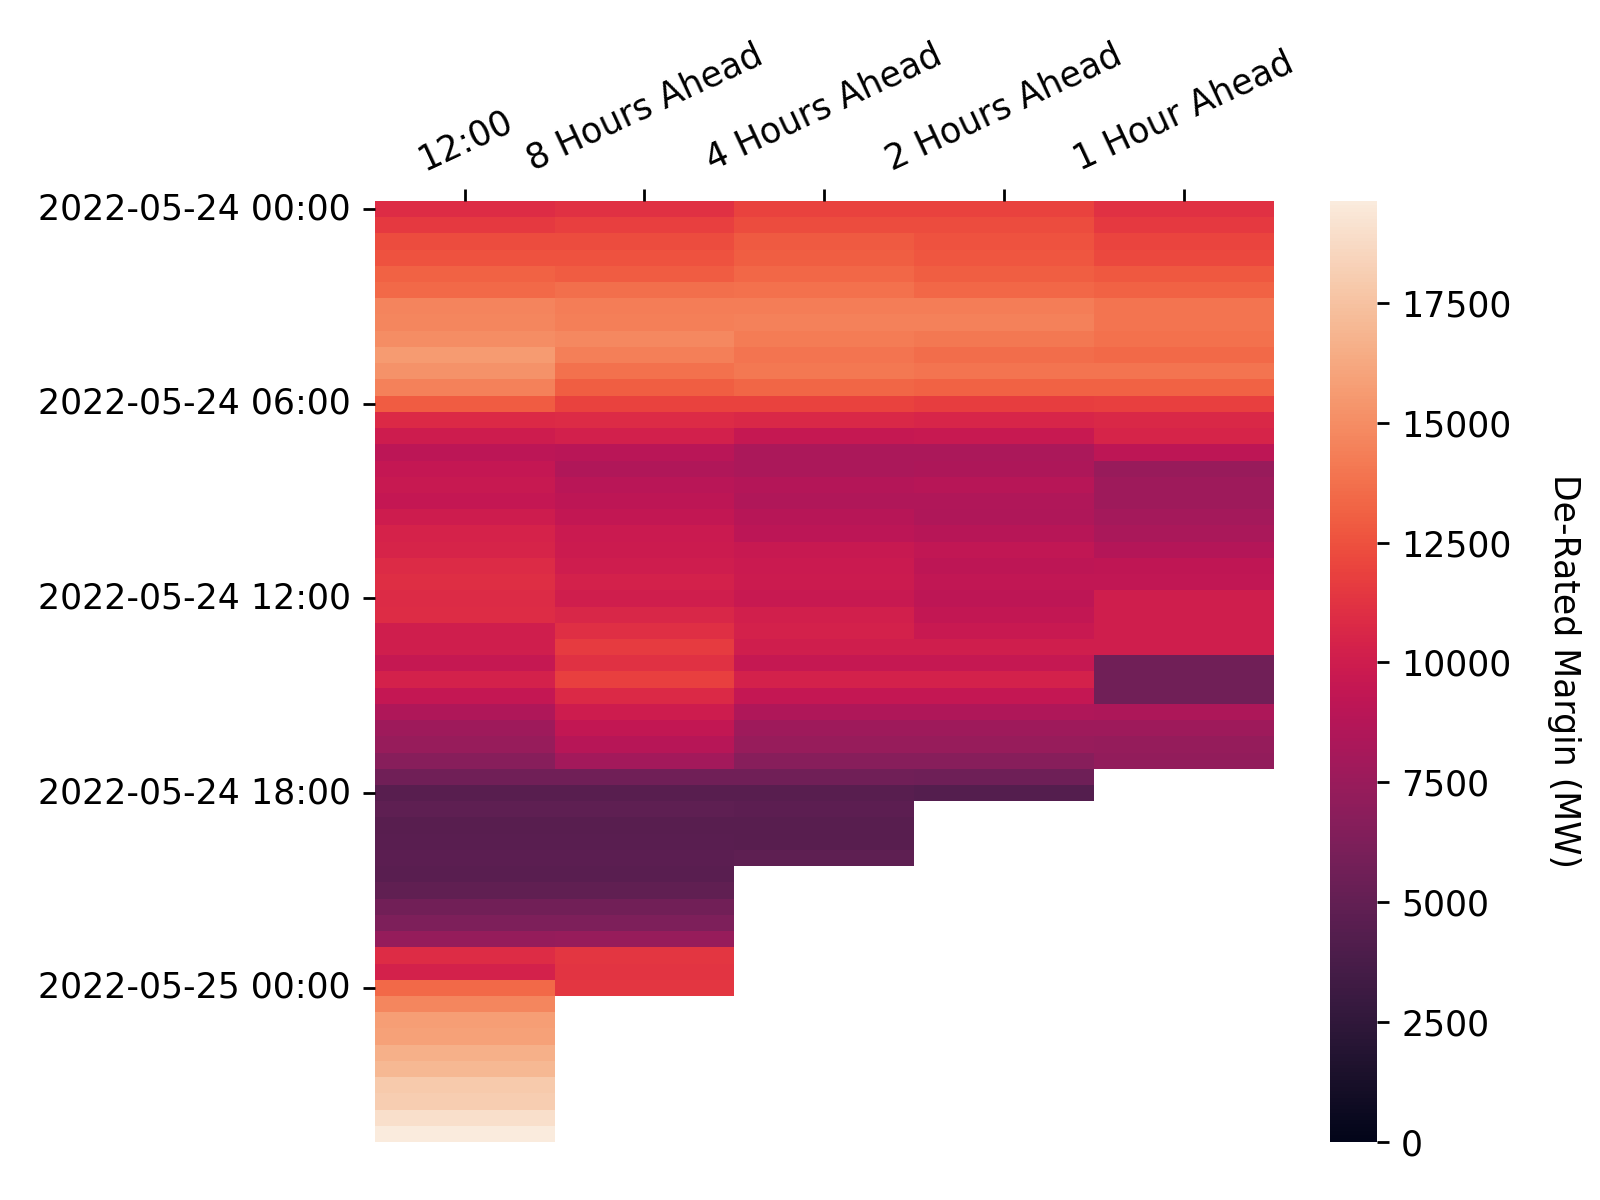 12:00
8 Hours Ahead
4 Hours Ahead
2 Hours Ahead
1 Hour Ahead
2022-05-24 00:00
2022-05-24 06:00
2022-05-24 12:00
2022-05-24 18:00
2022-05-25 00:00
17500
15000
12500
10000
7500
5000
2500
0
De-Rated Margin (MW)